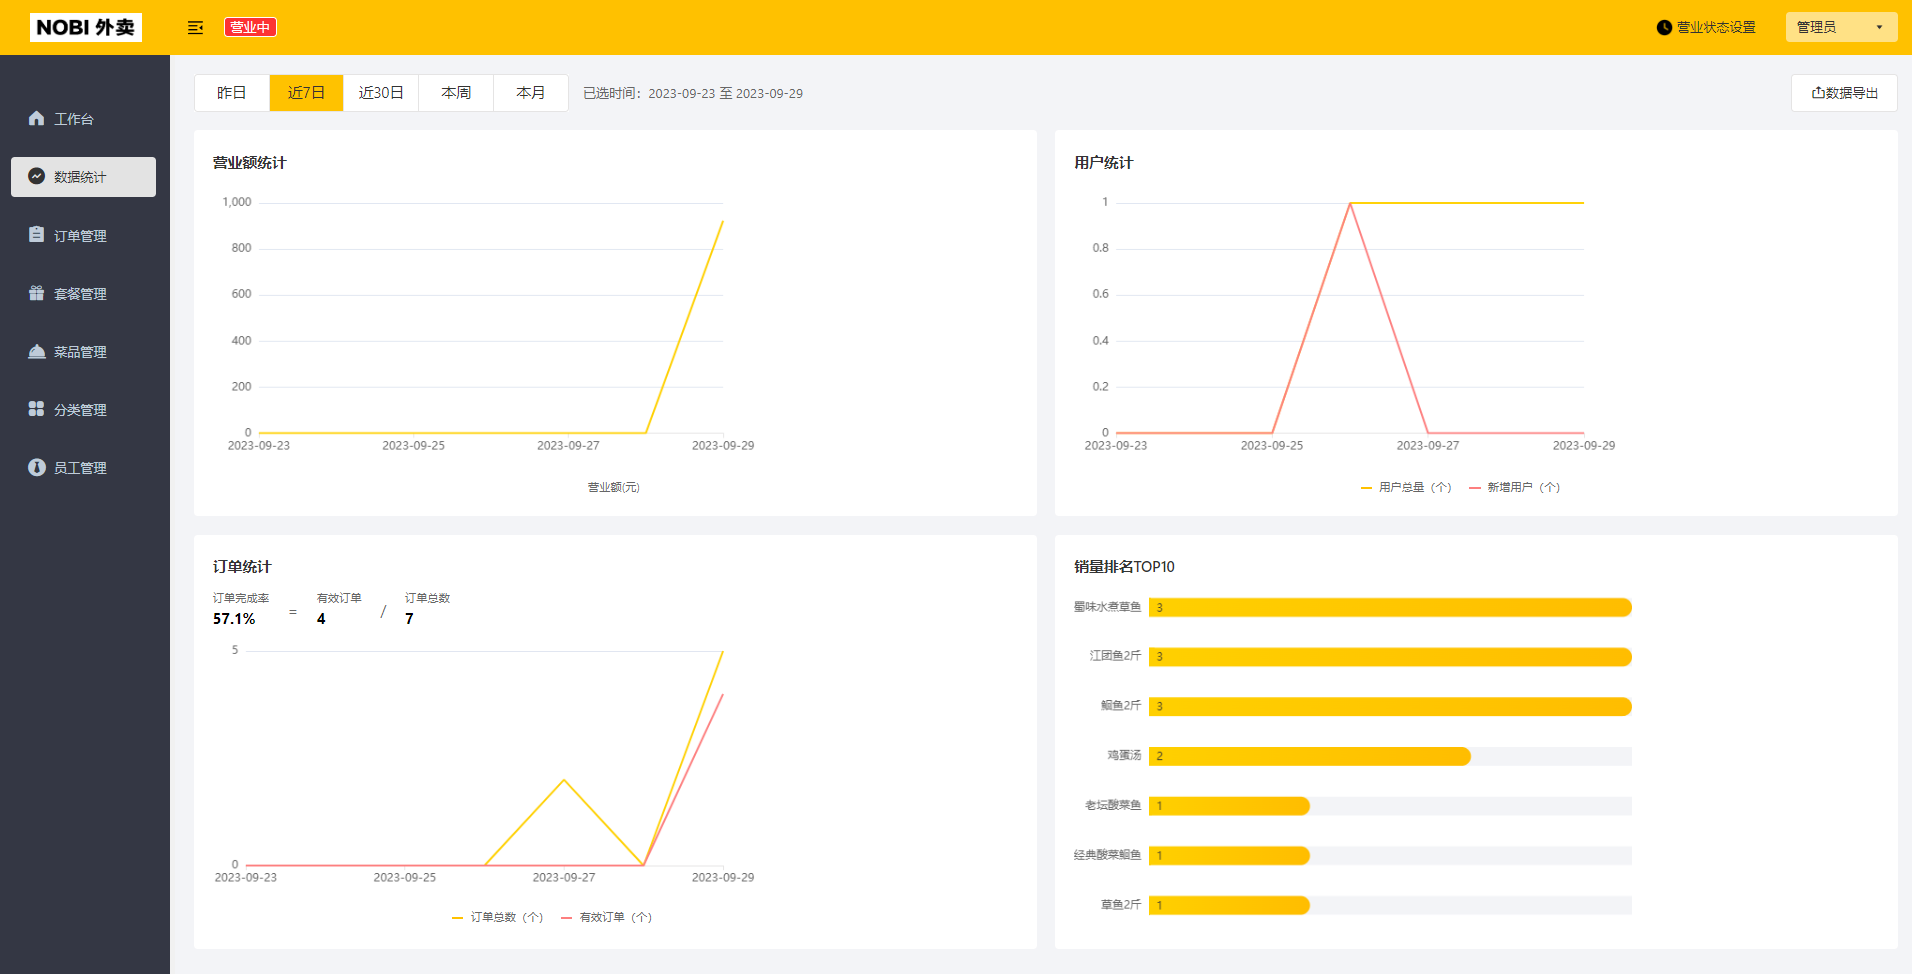 NOBI 外卖
营业中
营业状态设置
管理员
工作台
数据统计
订单管理
套餐管理
菜品管理
分类管理
员工管理
昨日 近7日 近30日 本周 本月
已选时间：2023-09-23 至 2023-09-29
数据导出
营业额统计
1,000
800
600
400
200
0
2023-09-23 2023-09-25 2023-09-27 2023-09-29
营业额(元)
用户统计
1
0.8
0.6
0.4
0.2
0
2023-09-23 2023-09-25 2023-09-27 2023-09-29
用户总量（个） 新增用户（个）
订单统计
订单完成率 有效订单 订单总数
57.1% = 4 / 7
5
0
2023-09-23 2023-09-25 2023-09-27 2023-09-29
订单总数（个） 有效订单（个）
销量排名TOP10
蜀味水煮草鱼 3
江团鱼2斤 3
鮰鱼2斤 3
鸡蛋汤 2
老坛酸菜鱼 1
经典酸菜鮰鱼 1
草鱼2斤 1